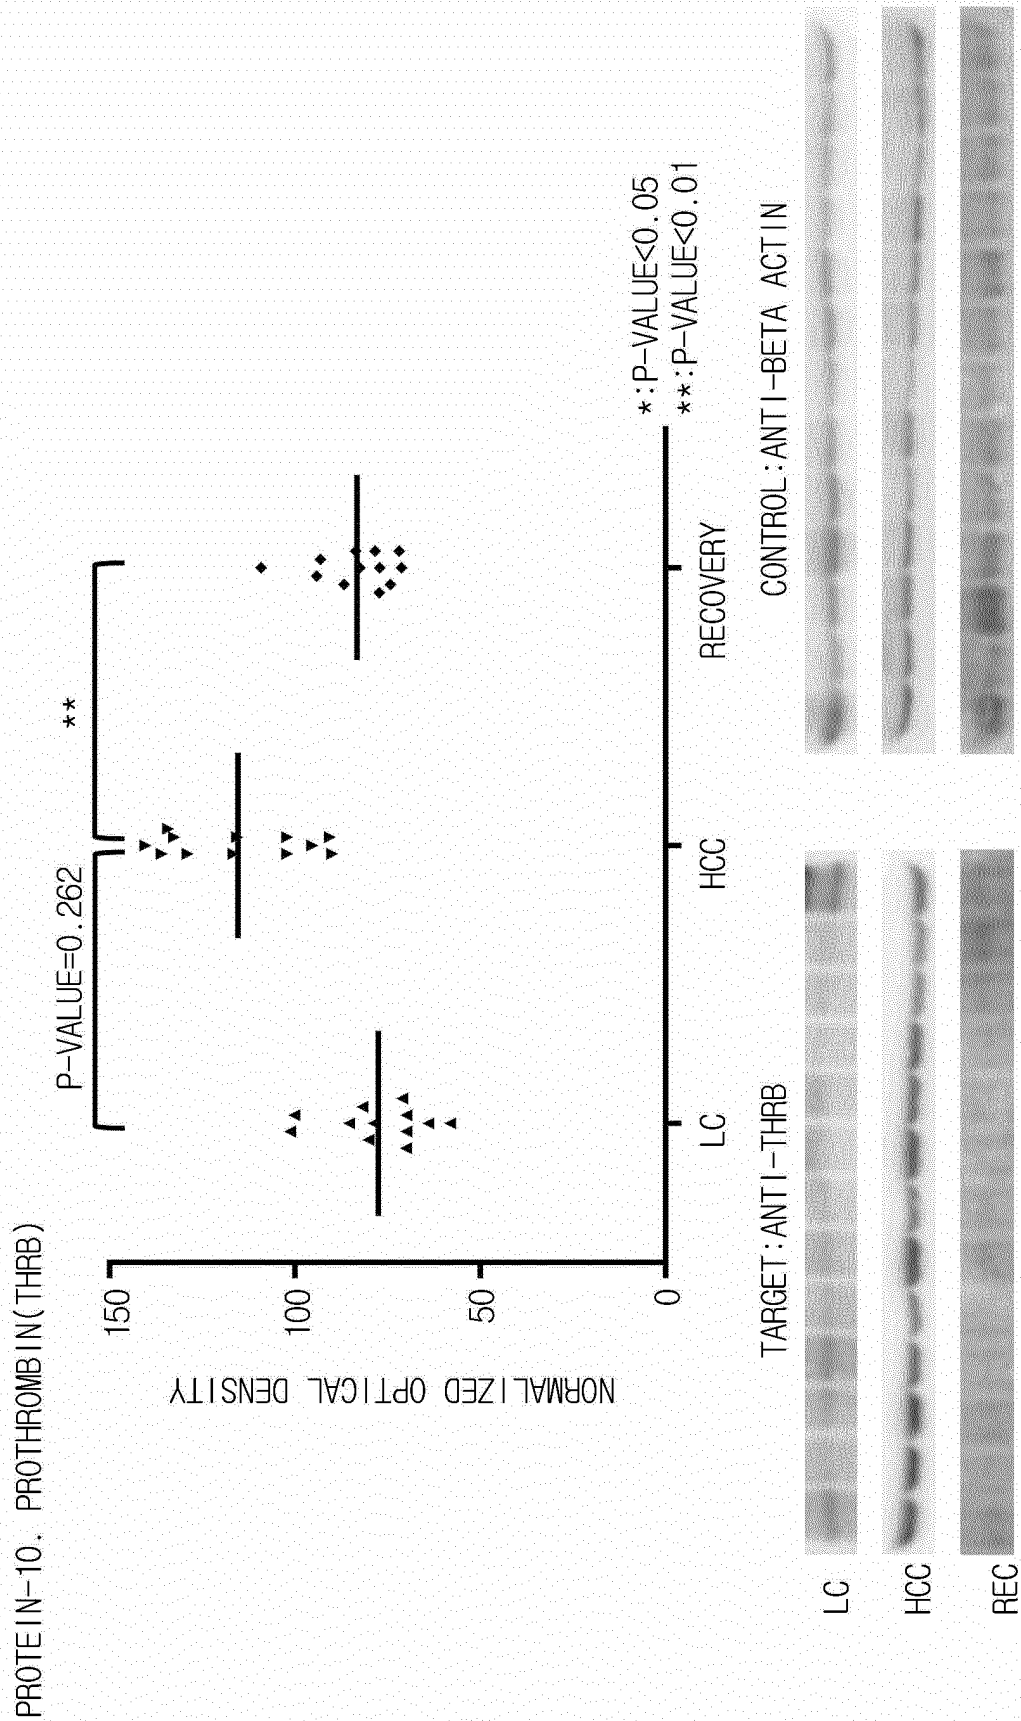 PROTEIN-10. PROTHROMBIN(THRB)
P-VALUE=0.262
**
NORMALIZED OPTICAL DENSITY
150
100
50
0
LC
HCC
RECOVERY
*:P-VALUE<0.05
**:P-VALUE<0.01
TARGET:ANTI-THRB
CONTROL:ANTI-BETA ACTIN
LC
HCC
REC